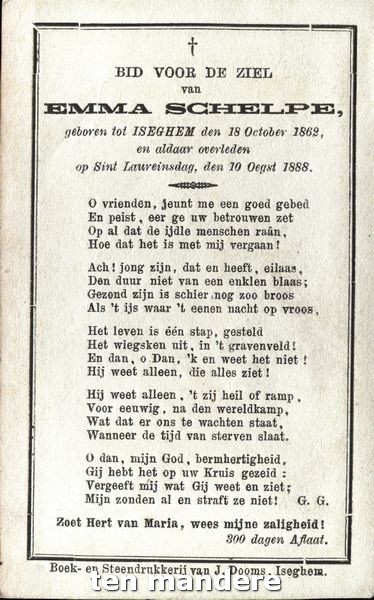 †
BID VOOR DE ZIEL
van
EMMA SCHELPE,
geboren tot ISEGHEM den 18 October 1862,
en aldaar overleden
op Sint Laureinsdag, den 10 Oegst 1888.
O vrienden, jeunt me een goed gebed
En peist, eer ge uw betrouwen zet
Op al dat de ijdle menschen raân,
Hoe dat het is met mij vergaan!
Ach! jong zijn, dat en heeft, eilaas,
Den duur niet van een enklen blaas;
Gezond zijn is schier nog zoo broos
Als 't ijs waar 't eenen nacht op vroos,
Het leven is één stap, gesteld
Het wiegsken uit, in 't gravenveld!
En dan, o Dan, 'k en weet het niet!
Hij weet alleen, die alles ziet!
Hij weet alleen, 't zij heil of ramp,
Voor eeuwig, na den wereldkamp,
Wat dat er ons te wachten staat,
Wanneer de tijd van sterven slaat.
O dan, mijn God, bermhertigheid,
Gij hebt het op uw Kruis gezeid:
Vergeeft mij wat Gij weet en ziet;
Mijn zonden al en straft ze niet! G. G.
Zoet Hert van Maria, wees mijne zaligheid!
300 dagen Aflaat.
Boek- en Steendrukkerij van J. Dooms, Iseghem.
ten mandere